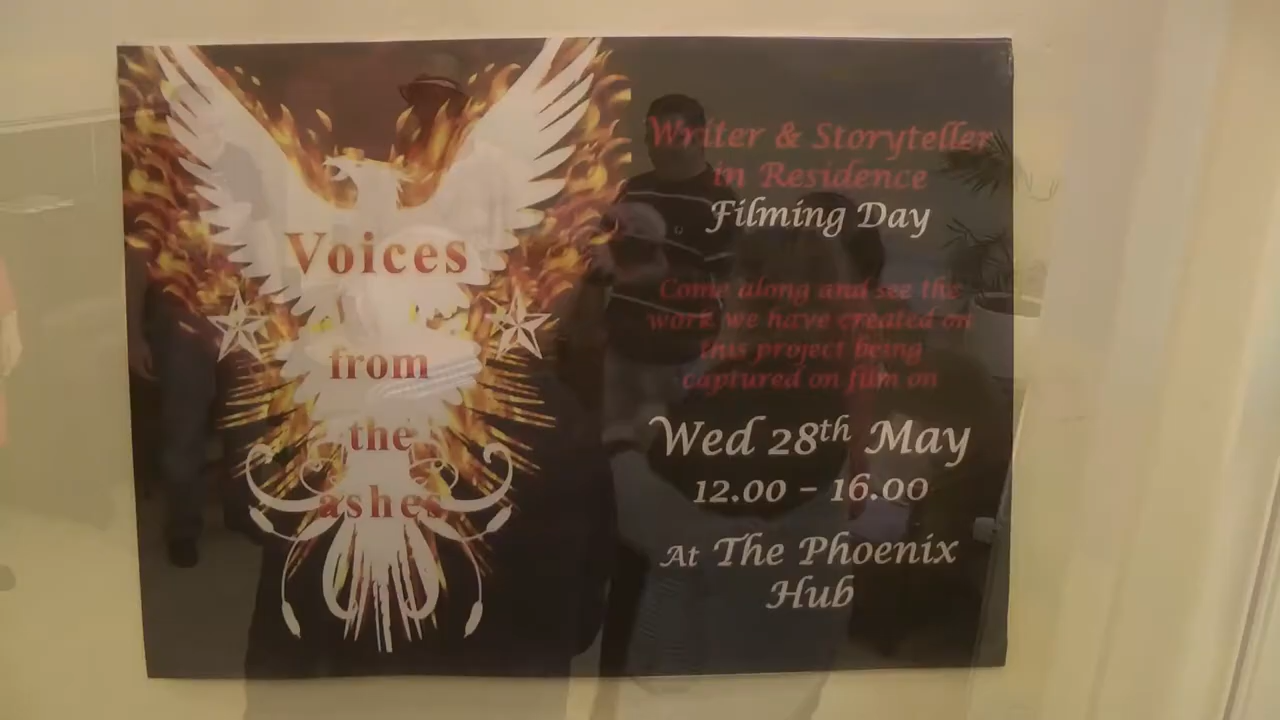 Voices
from
the
ashes
Writer & Storyteller
in Residence
Filming Day
Come along and see the
work we have created on
this project being
captured on film on
Wed 28th May
12.00 – 16.00
At The Phoenix
Hub